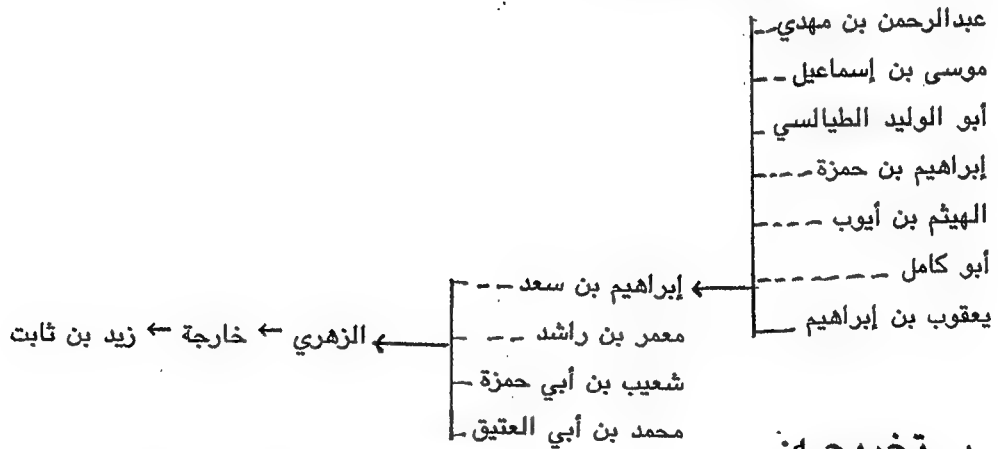 عبدالرحمن بن مهدي
موسى بن إسماعيل
أبو الوليد الطيالسي
إبراهيم بن حمزة
الهيثم بن أيوب
أبو كامل
إبراهيم بن سعد
يعقوب بن إبراهيم
معمر بن راشد
الزهري ← خارجة ← زيد بن ثابت
شعيب بن أبي حمزة
محمد بن أبي العتيق